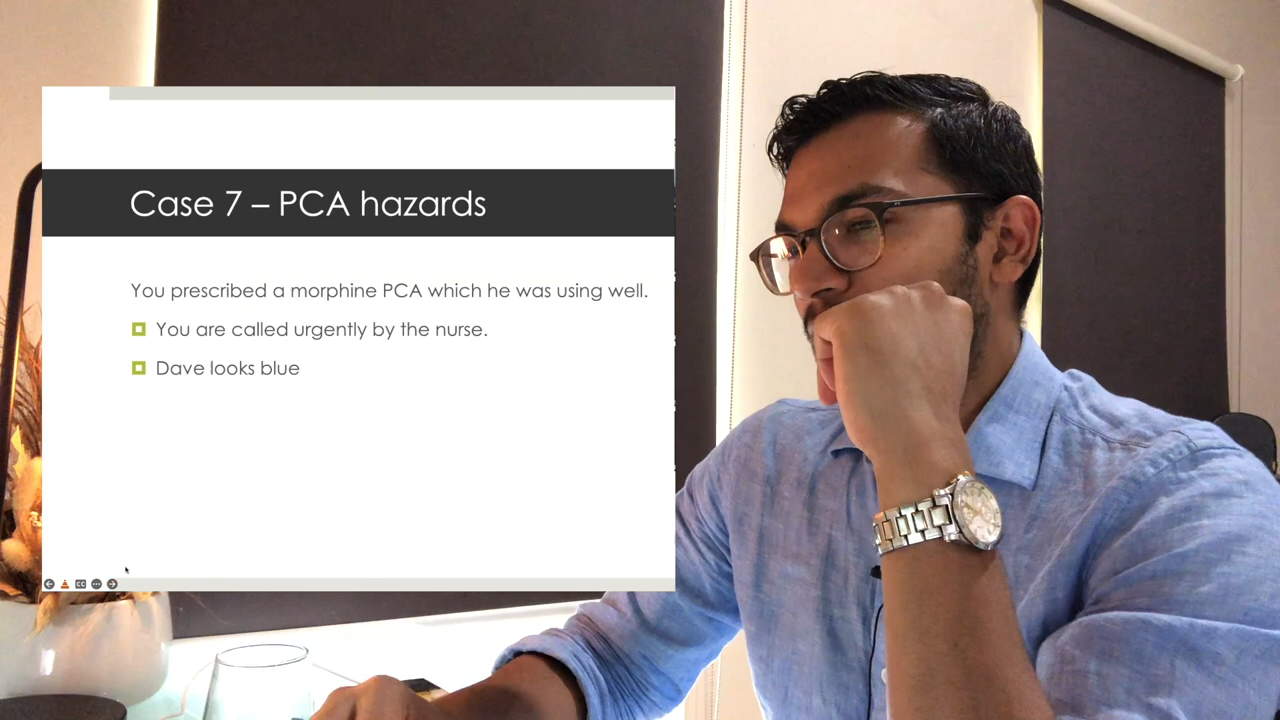 Case 7 – PCA hazards
You prescribed a morphine PCA which he was using well.
You are called urgently by the nurse.
Dave looks blue